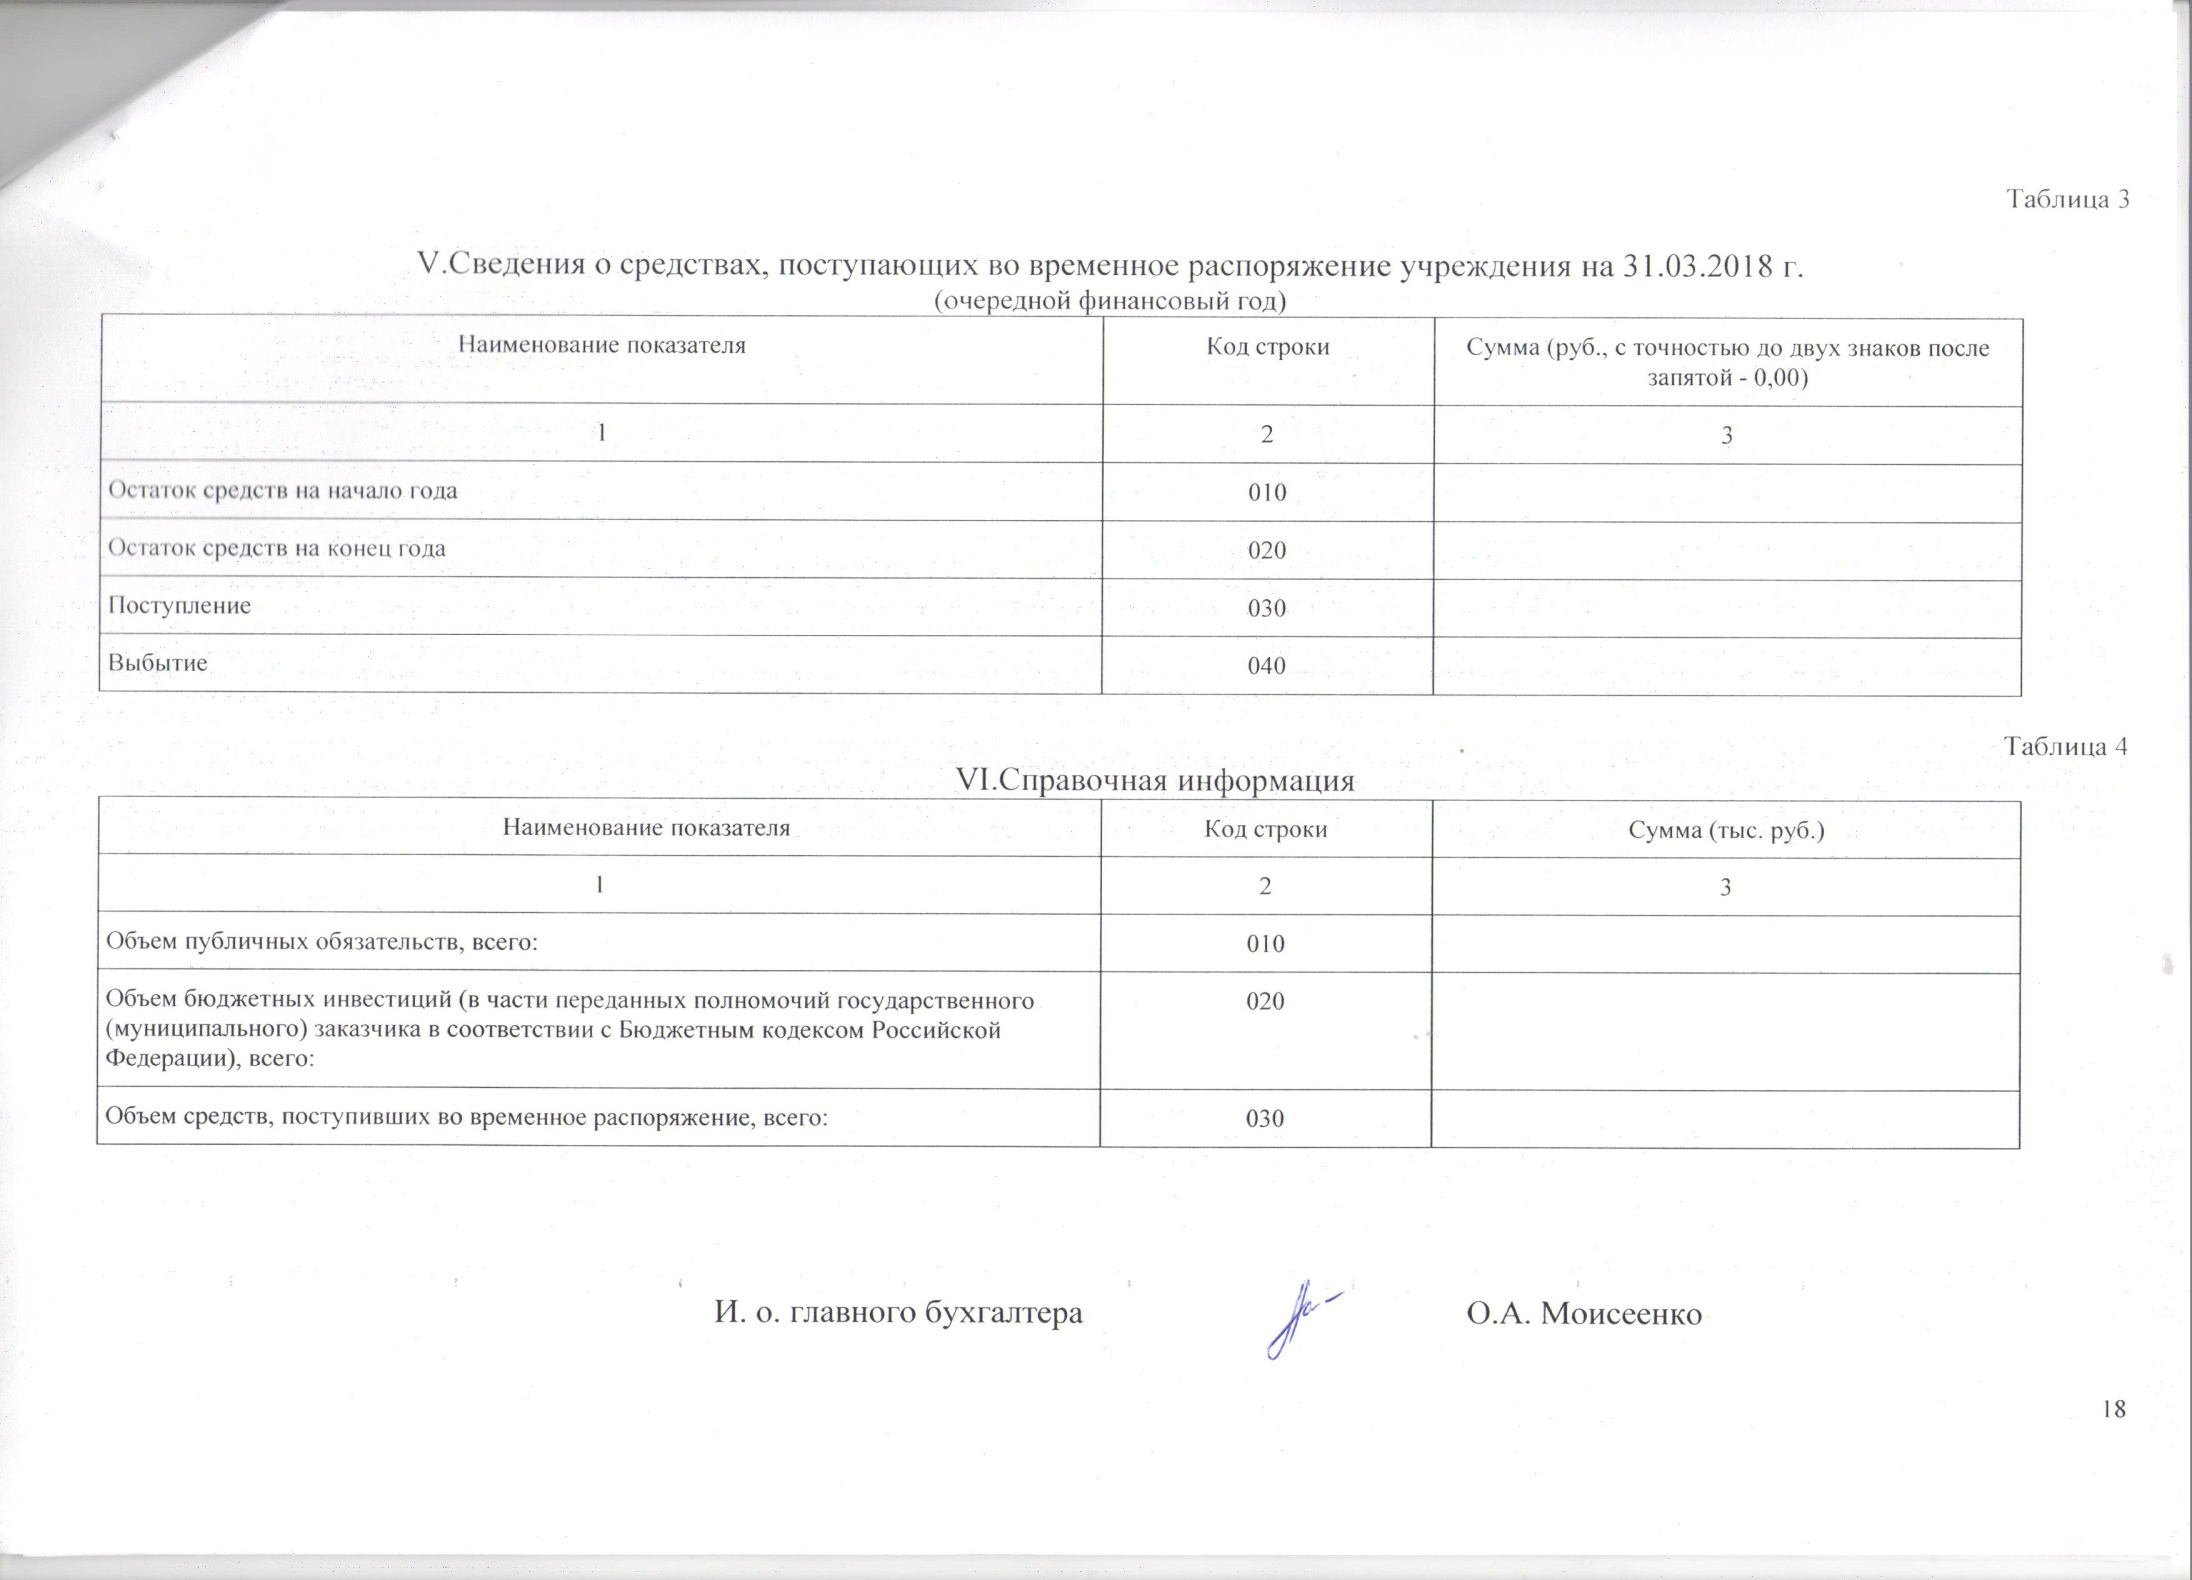 Таблица 3
V.Сведения о средствах, поступающих во временное распоряжение учреждения на 31.03.2018 г.
(очередной финансовый год)
Наименование показателя Код строки Сумма (руб., с точностью до двух знаков после
запятой - 0,00)
1 2 3
Остаток средств на начало года 010
Остаток средств на конец года 020
Поступление 030
Выбытие 040
Таблица 4
VI.Справочная информация
Наименование показателя Код строки Сумма (тыс. руб.)
1 2 3
Объем публичных обязательств, всего: 010
Объем бюджетных инвестиций (в части переданных полномочий государственного 020
(муниципального) заказчика в соответствии с Бюджетным кодексом Российской
Федерации), всего:
Объем средств, поступивших во временное распоряжение, всего: 030
И. о. главного бухгалтера О.А. Моисеенко
18